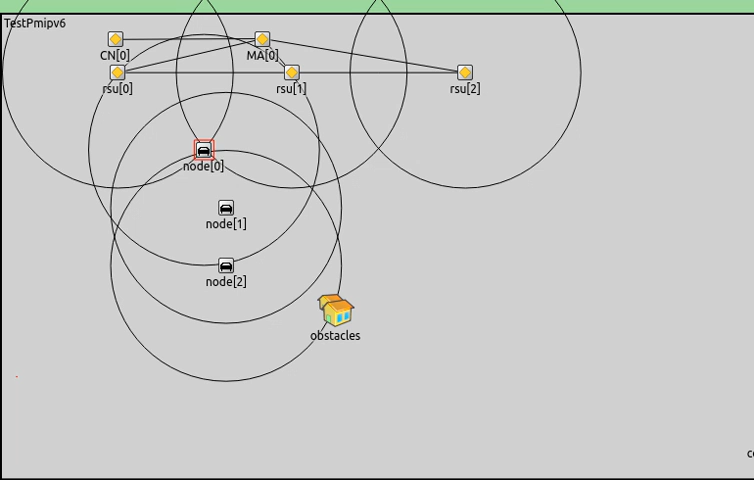 TestPmipv6
CN[0]
MA[0]
rsu[0]
rsu[1]
rsu[2]
node[0]
node[1]
node[2]
obstacles